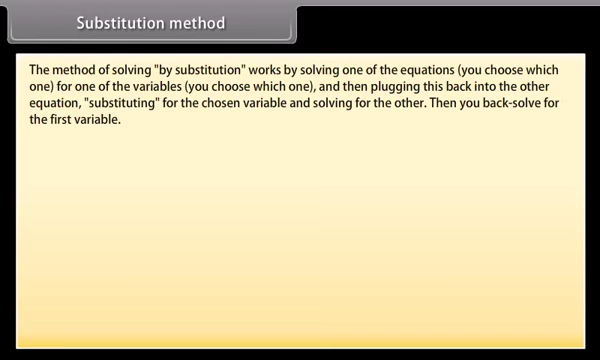 Substitution method
The method of solving "by substitution" works by solving one of the equations (you choose which
one) for one of the variables (you choose which one), and then plugging this back into the other
equation, "substituting" for the chosen variable and solving for the other. Then you back-solve for
the first variable.